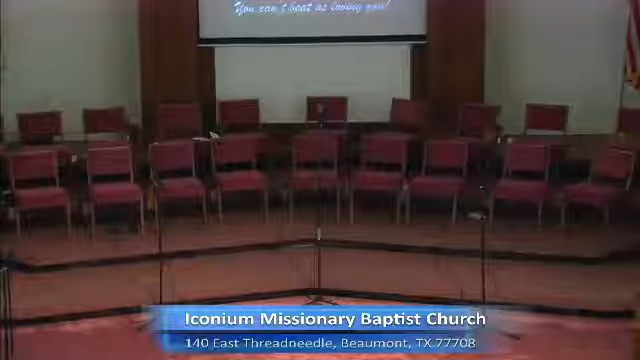 You can't beat us loving you!
Iconium Missionary Baptist Church
140 East Threadneedle, Beaumont, TX 77708